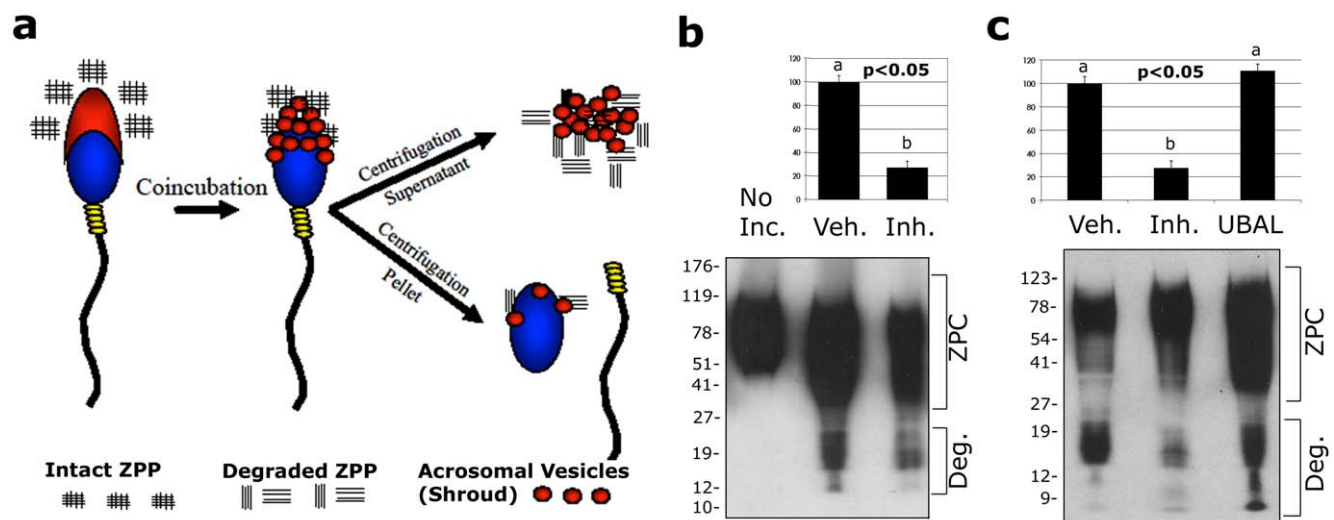 a
Coincubation
Centrifugation
Supernatant
Centrifugation
Pellet
Intact ZPP
Degraded ZPP
Acrosomal Vesicles
(Shroud)
b
120
100
80
60
40
20
0
a
p<0.05
b
No
Inc.
Veh.
Inh.
176-
119-
78-
51-
41-
27-
19-
12-
10-
ZPC
Deg.
c
120
100
80
60
40
20
0
a
p<0.05
b
a
Veh.
Inh.
UBAL
123-
78-
54-
41-
27-
19-
12-
9-
ZPC
Deg.